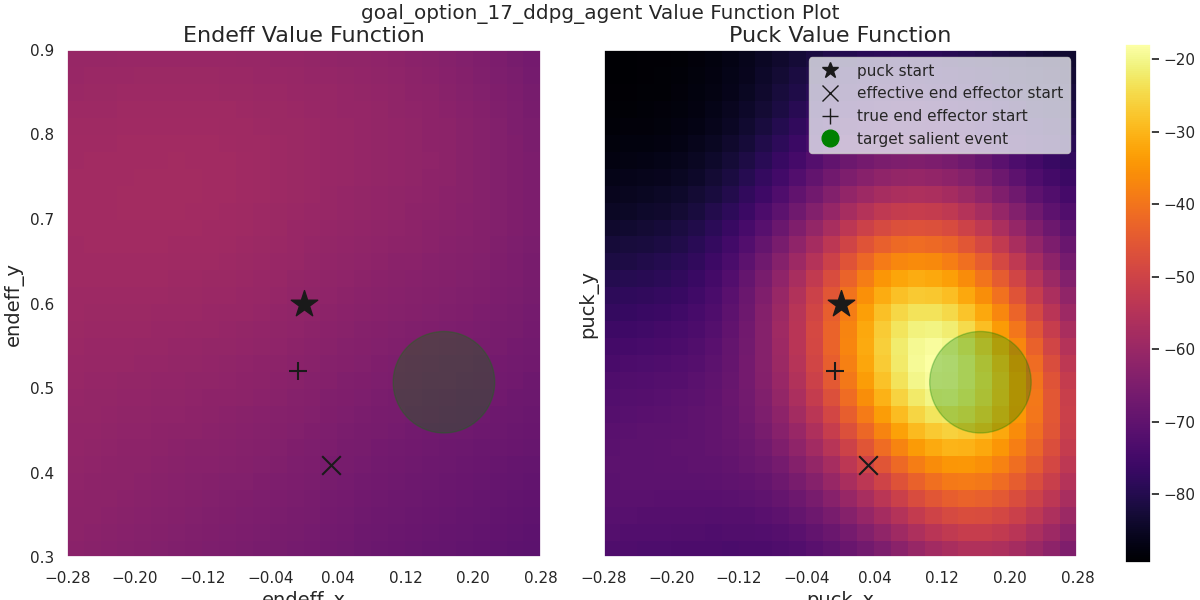 goal_option_17_ddpg_agent Value Function Plot
Endeff Value Function
Puck Value Function
puck start
effective end effector start
true end effector start
target salient event
0.9
0.8
0.7
0.6
0.5
0.4
0.3
endeff_y
−0.28 −0.20 −0.12 −0.04 0.04 0.12 0.20 0.28
endeff_x
puck_y
−0.28 −0.20 −0.12 −0.04 0.04 0.12 0.20 0.28
puck_x
−20
−30
−40
−50
−60
−70
−80